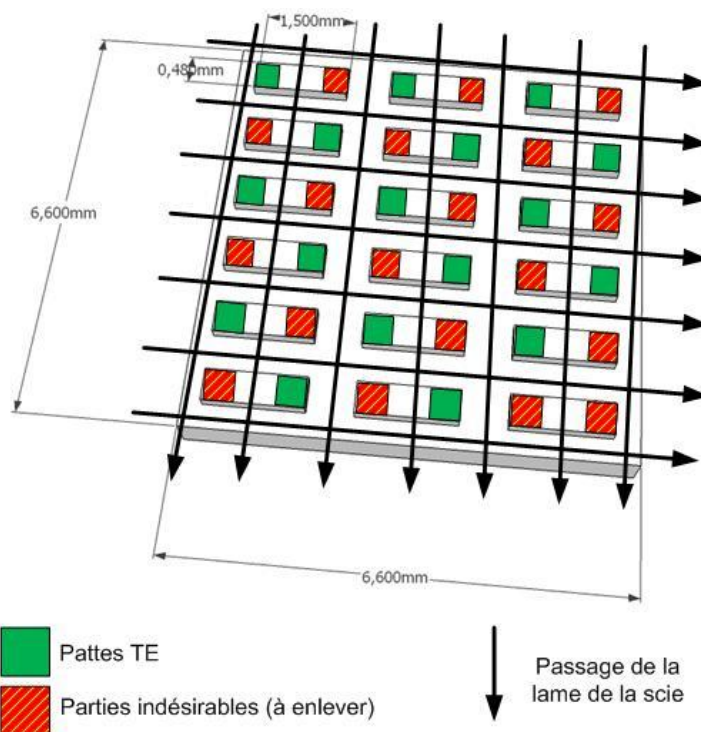 1,500mm
0,480mm
6,600mm
6,600mm
Pattes TE
Parties indésirables (à enlever)
Passage de la
lame de la scie